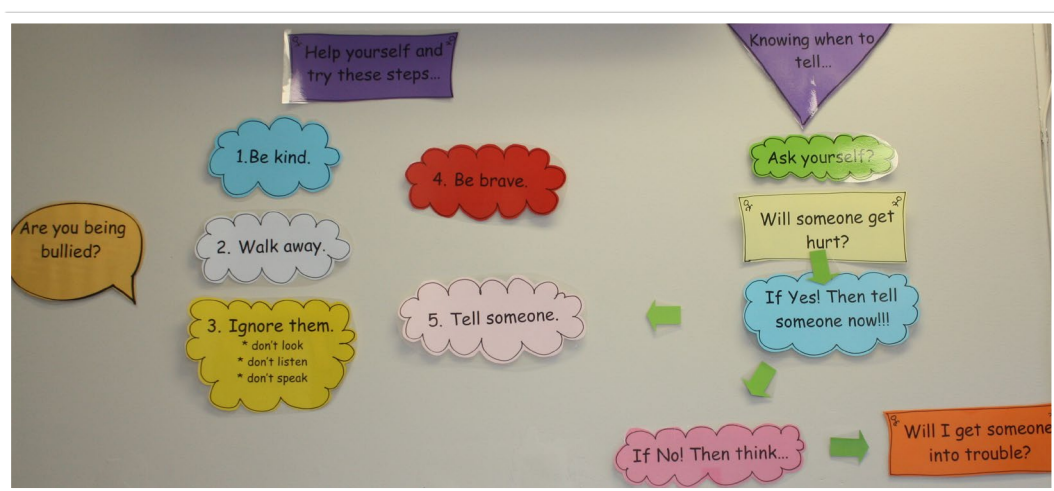 Help yourself and
try these steps...
Knowing when to
tell...
1.Be kind.
4. Be brave.
Ask yourself?
Are you being
bullied?
2. Walk away.
Will someone get
hurt?
3. Ignore them.
* don't look
* don't listen
* don't speak
5. Tell someone.
If Yes! Then tell
someone now!!!
If No! Then think...
Will I get someone
into trouble?